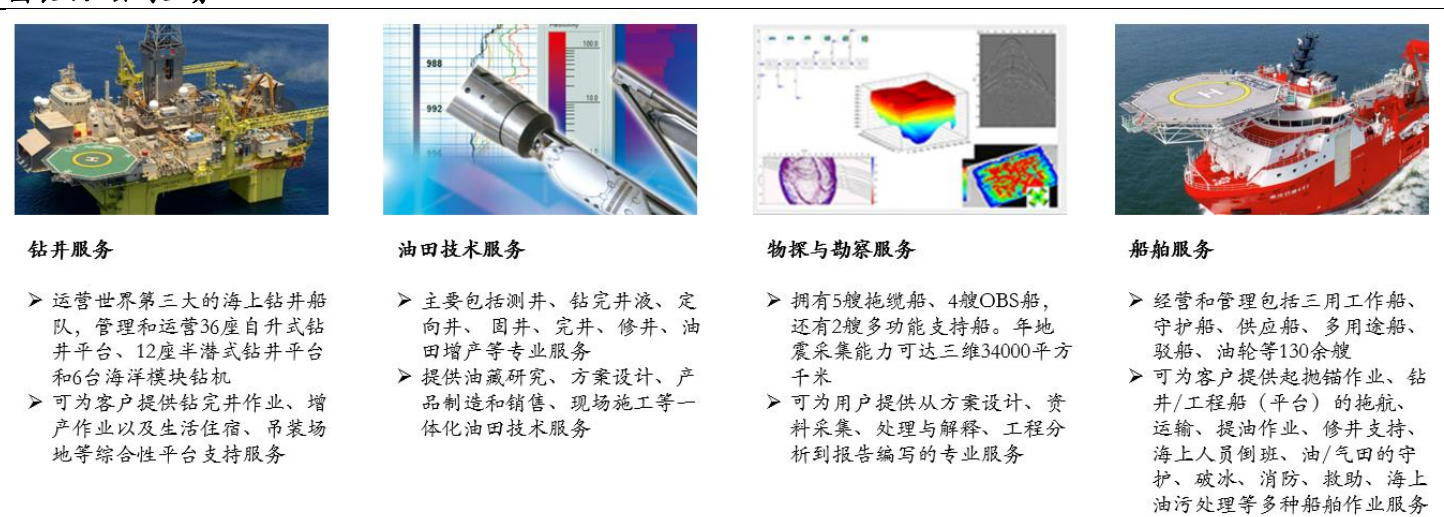 988
992
996
100.0
10.0
钻井服务
➢ 运营世界第三大的海上钻井船
队，管理和运营36座自升式钻
井平台、12座半潜式钻井平台
和6台海洋模块钻机
➢ 可为客户提供钻完井作业、增
产作业以及生活住宿、吊装场
地等综合性平台支持服务
油田技术服务
➢ 主要包括测井、钻完井液、定
向井、 固井、完井、修井、油
田增产等专业服务
➢ 提供油藏研究、方案设计、产
品制造和销售、现场施工等一
体化油田技术服务
物探与勘察服务
➢ 拥有5艘拖缆船、4艘OBS船，
还有2艘多功能支持船。年地
震采集能力可达三维34000平方
千米
➢ 可为用户提供从方案设计、资
料采集、处理与解释、工程分
析到报告编写的专业服务
船舶服务
➢ 经营和管理包括三用工作船、
守护船、供应船、多用途船、
驳船、油轮等130余艘
➢ 可为客户提供起抛锚作业、钻
井/工程船（平台）的拖航、
运输、提油作业、修井支持、
海上人员倒班、油/气田的守
护、破冰、消防、救助、海上
油污处理等多种船舶作业服务